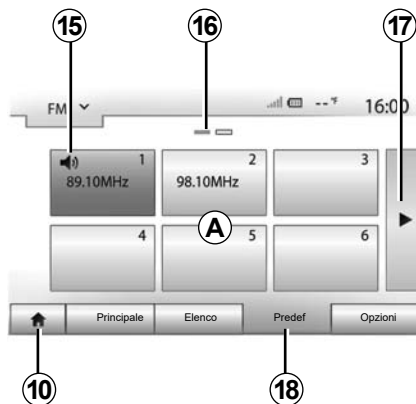 15
16
17
FM
-- °F
16:00
1
2
3
89.10MHz
98.10MHz
A
4
5
6
Principale
Elenco
Predef
Opzioni
10
18